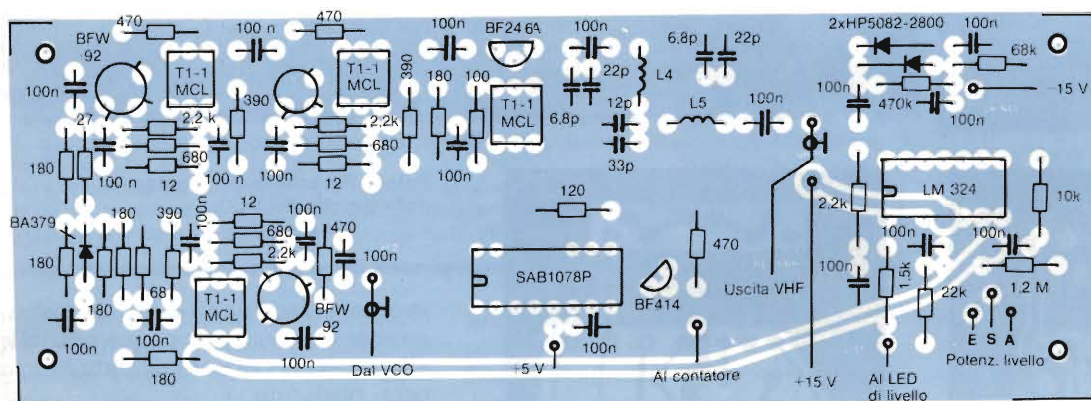 470
470
2xHP5082-2800
100 n
100 n
BF24 6A
100n
6,8p
22p
100n
68k
BFW
92
T1-1
MCL
T1-1
MCL
390
180
100
22p
L4
100n
100n
-15 V
27
2,2 k
390
2,2k
T1-1
MCL
6,8p
12p
L5
100n
470k
100n
180
680
680
33p
100 n
12
100 n
100n
12
100n
LM 324
10k
2,2k
BA379
180
180
390
100n
12
680
2,2k
100n
470
100n
120
SAB1078P
470
BF414
Uscita VHF
100n
100n
100n
1,5k
22k
1,2 M
180
68
T1-1
MCL
BFW
92
E
S
A
100n
100n
100n
100n
180
Dal VCO
+5 V
Al contatore
+15 V
Al LED
di livello
Potenz. livello